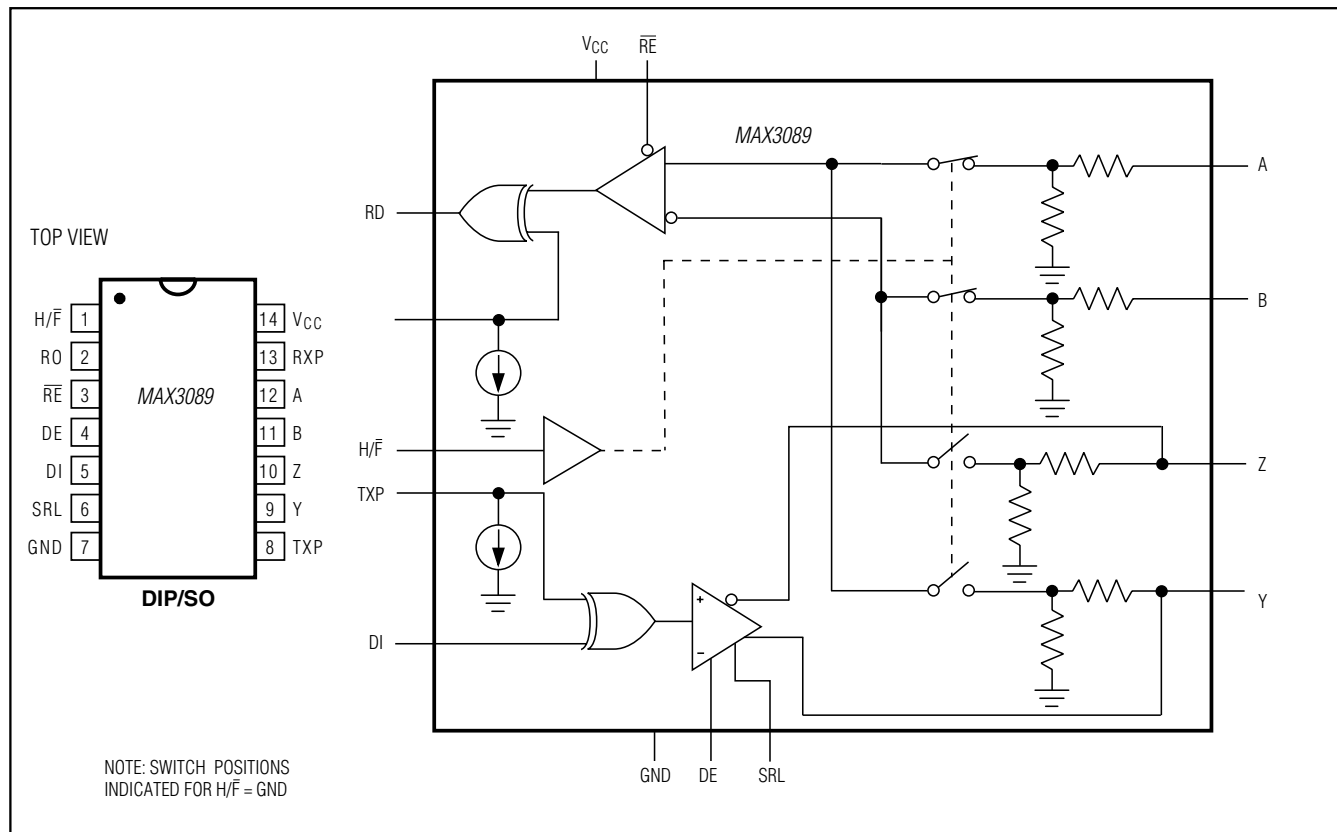 TOP VIEW
H/F̅ 1
RO 2
R̅E̅ 3
DE 4
DI 5
SRL 6
GND 7
MAX3089
14 VCC
13 RXP
12 A
11 B
10 Z
9 Y
8 TXP
DIP/SO
NOTE: SWITCH POSITIONS
INDICATED FOR H/F̅ = GND
VCC
R̅E̅
MAX3089
RD
H/F̅
TXP
DI
+
−
A
B
Z
Y
GND
DE
SRL